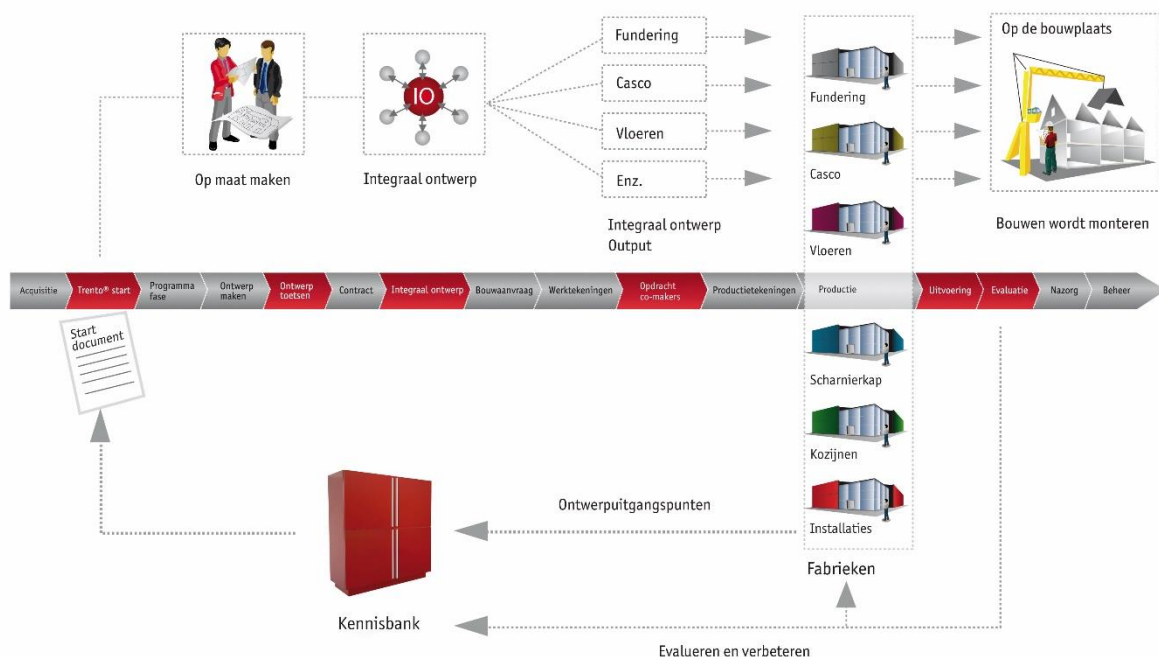 Op maat maken
IO
Integraal ontwerp
Fundering
Casco
Vloeren
Enz.
Integraal ontwerp
Output
Fundering
Casco
Vloeren
Op de bouwplaats
Bouwen wordt monteren
Acquisitie
Trento® start
Programma
fase
Ontwerp
maken
Ontwerp
toetsen
Contract
Integraal ontwerp
Bouwaanvraag
Werktekeningen
Opdracht
co-makers
Productietekeningen
Productie
Uitvoering
Evaluatie
Nazorg
Beheer
Start
document
Scharnierkap
Kozijnen
Installaties
Fabrieken
Ontwerpuitgangspunten
Kennisbank
Evalueren en verbeteren